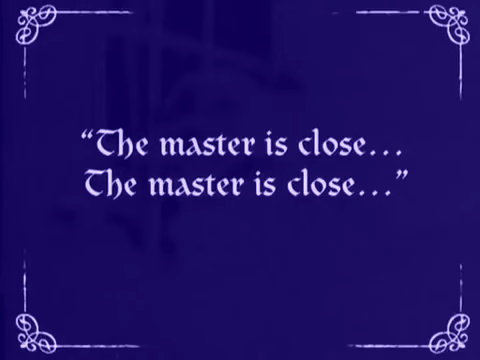 “The master is close...
The master is close...”